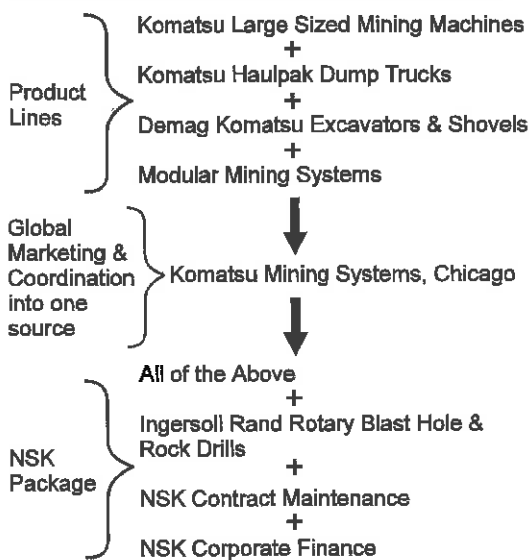 Product
Lines
Komatsu Large Sized Mining Machines
+
Komatsu Haulpak Dump Trucks
+
Demag Komatsu Excavators & Shovels
+
Modular Mining Systems
Global
Marketing &
Coordination
into one
source
Komatsu Mining Systems, Chicago
NSK
Package
All of the Above
+
Ingersoll Rand Rotary Blast Hole &
Rock Drills
+
NSK Contract Maintenance
+
NSK Corporate Finance